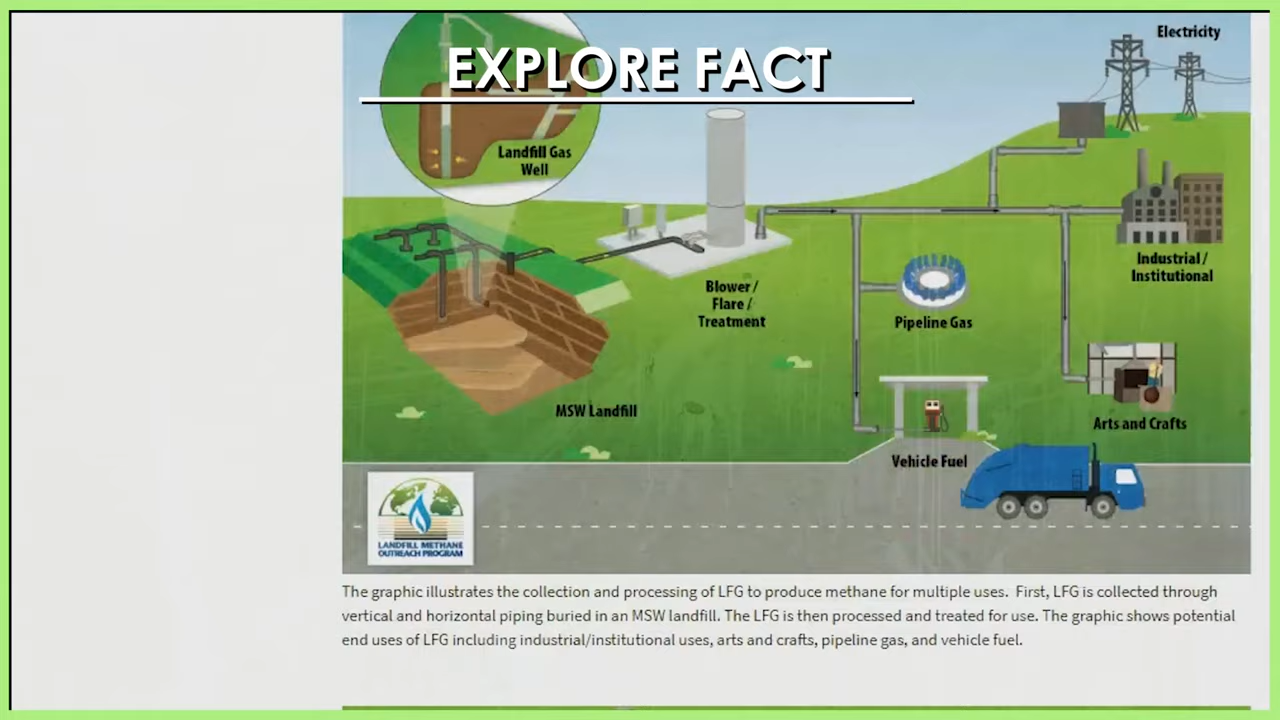 EXPLORE FACT
Electricity
Landfill Gas
Well
Industrial /
Institutional
Blower /
Flare /
Treatment
Pipeline Gas
MSW Landfill
Arts and Crafts
Vehicle Fuel
LANDFILL METHANE
OUTREACH PROGRAM
The graphic illustrates the collection and processing of LFG to produce methane for multiple uses.  First, LFG is collected through
vertical and horizontal piping buried in an MSW landfill. The LFG is then processed and treated for use. The graphic shows potential
end uses of LFG including industrial/institutional uses, arts and crafts, pipeline gas, and vehicle fuel.